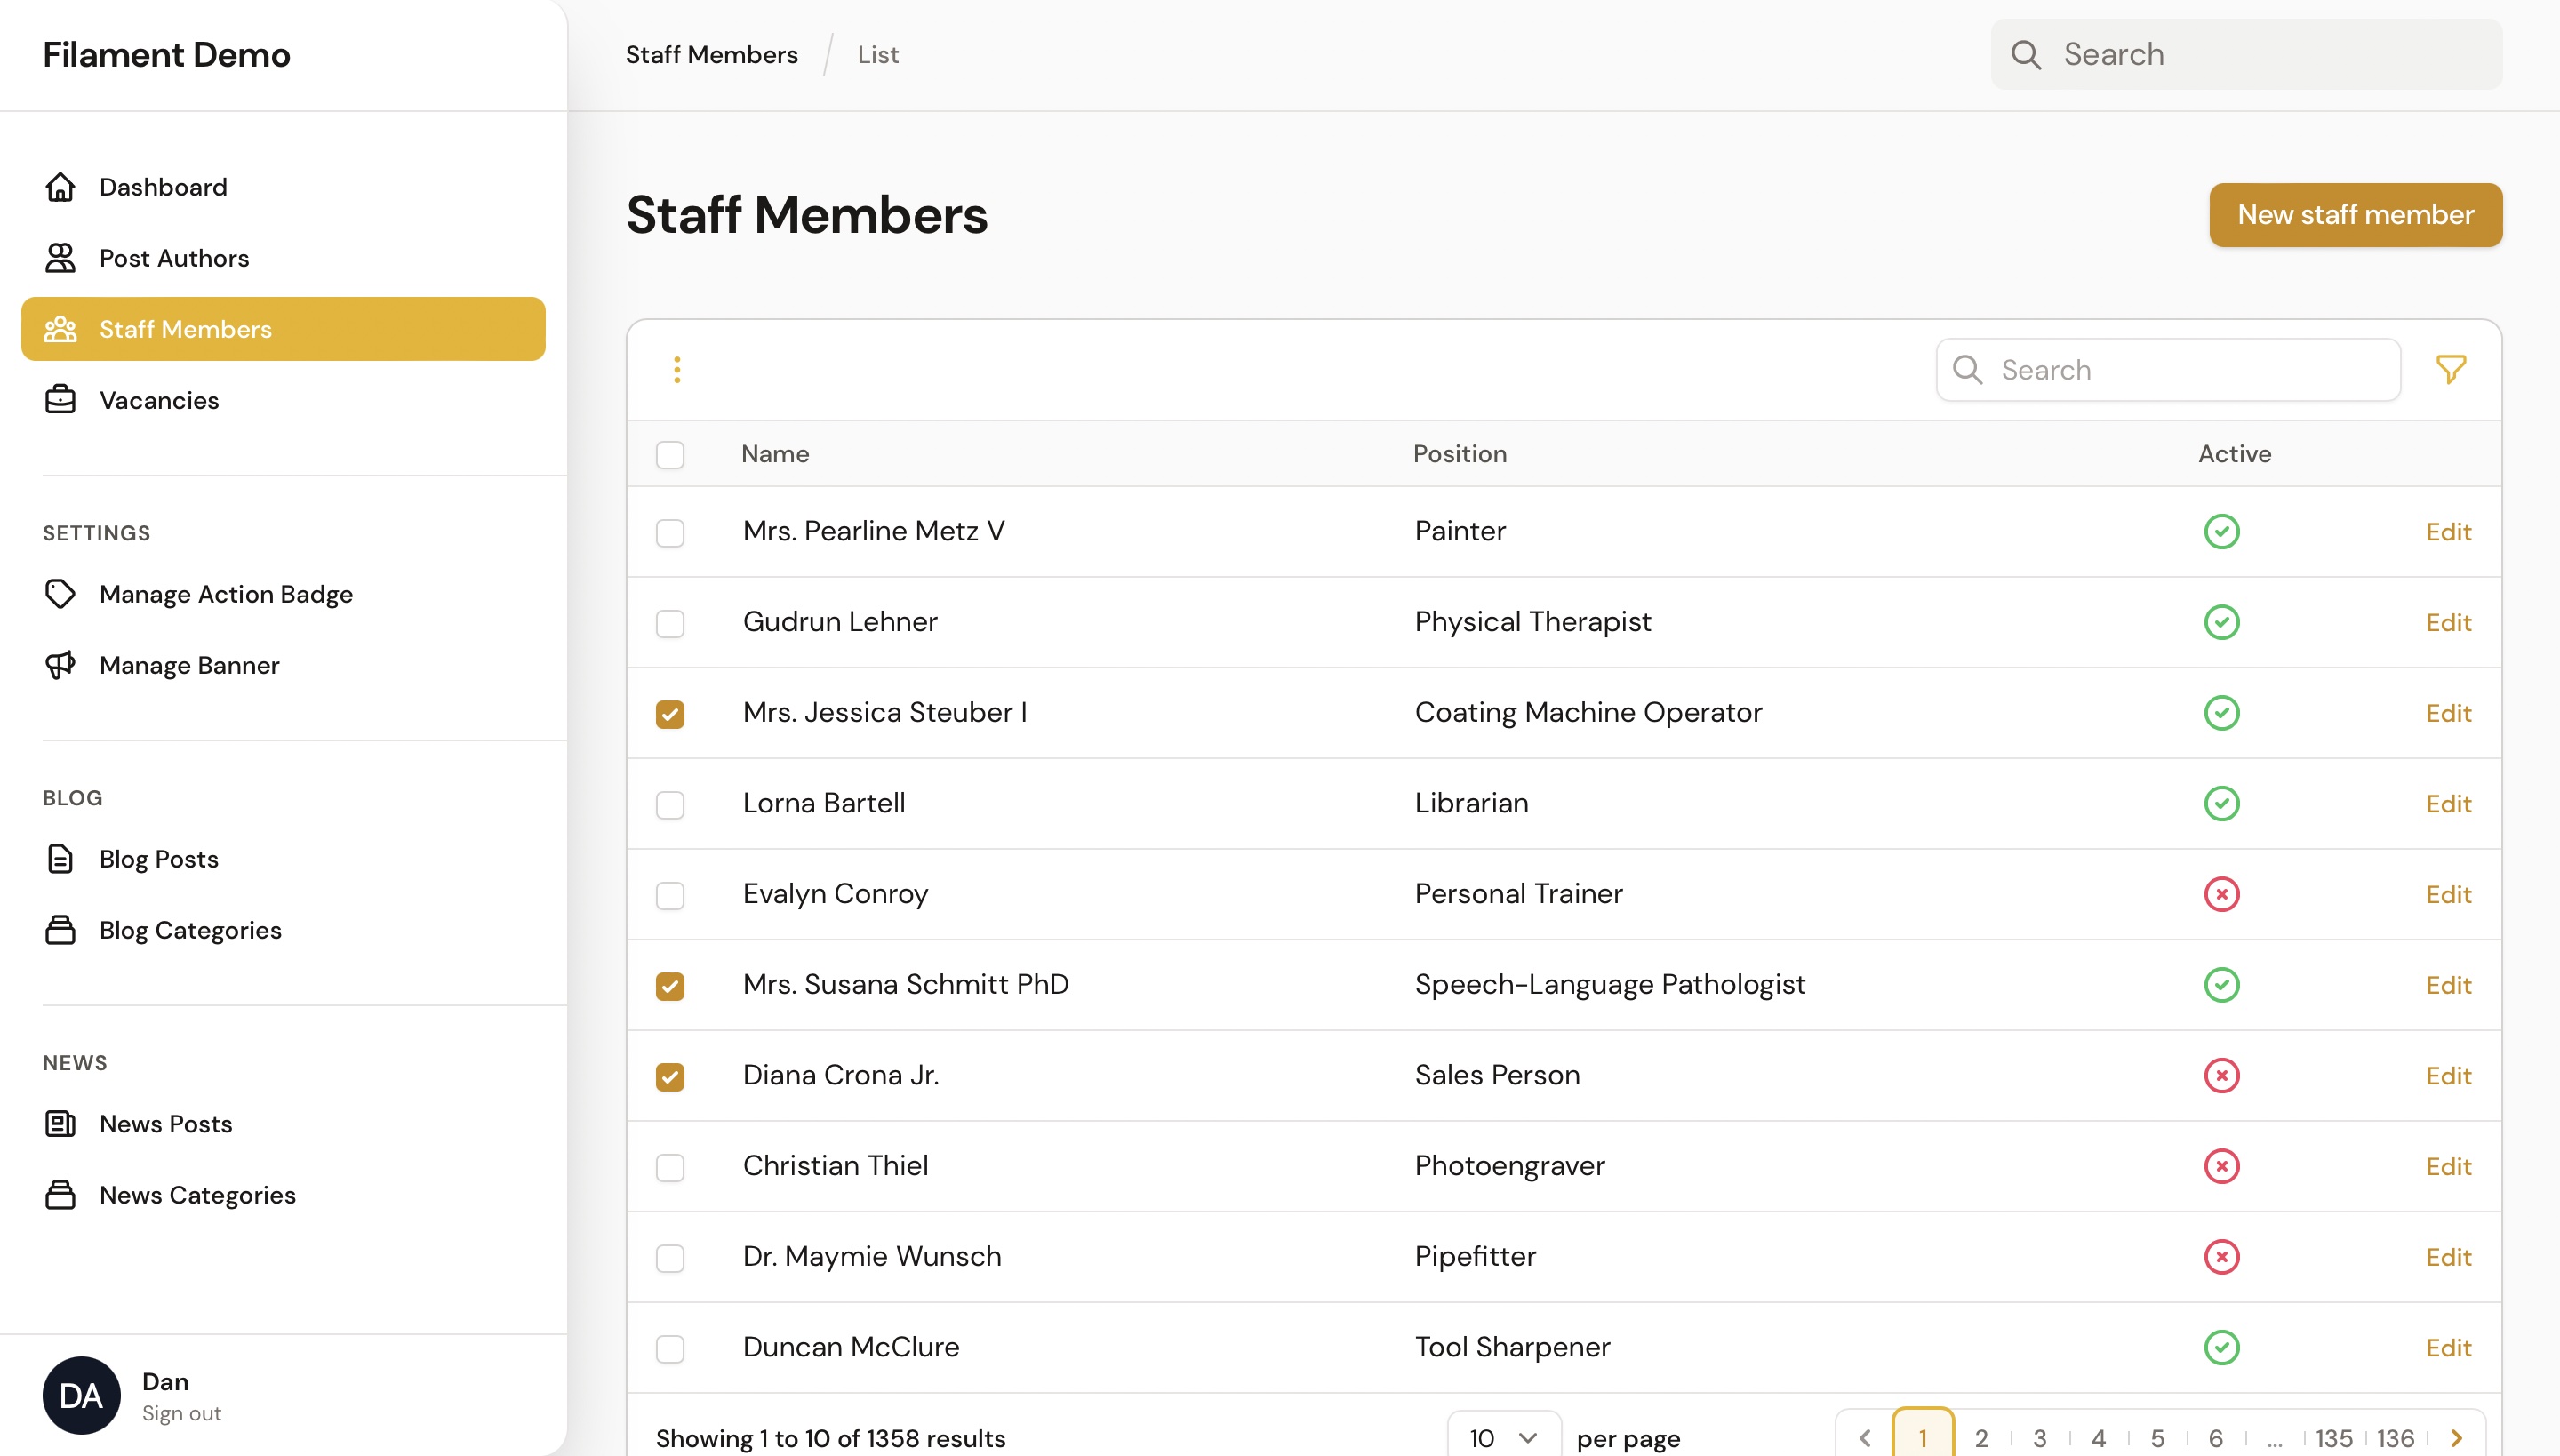 Filament Demo
Dashboard
Post Authors
Staff Members
Vacancies
SETTINGS
Manage Action Badge
Manage Banner
BLOG
Blog Posts
Blog Categories
NEWS
News Posts
News Categories
DA
Dan
Sign out
Staff Members / List
Search
Staff Members
New staff member
Search
Name Position Active
Mrs. Pearline Metz V Painter Edit
Gudrun Lehner Physical Therapist Edit
Mrs. Jessica Steuber I Coating Machine Operator Edit
Lorna Bartell Librarian Edit
Evalyn Conroy Personal Trainer Edit
Mrs. Susana Schmitt PhD Speech-Language Pathologist Edit
Diana Crona Jr. Sales Person Edit
Christian Thiel Photoengraver Edit
Dr. Maymie Wunsch Pipefitter Edit
Duncan McClure Tool Sharpener Edit
Showing 1 to 10 of 1358 results 10 per page 1 2 3 4 5 6 ... 135 136